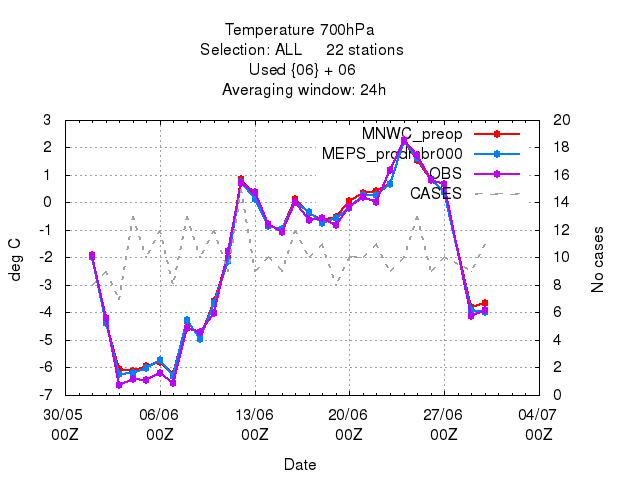 Temperature 700hPa
Selection: ALL 22 stations
Used {06} + 06
Averaging window: 24h
3
2
1
0
-1
-2
-3
-4
-5
-6
-7
deg C
20
18
16
14
12
10
8
6
4
2
0
No cases
MNWC_preop
MEPS_prodmbr000
OBS
CASES
30/05 06/06 13/06 20/06 27/06 04/07
00Z 00Z 00Z 00Z 00Z 00Z
Date